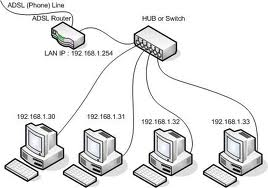 ADSL (Phone) Line
ADSL Router
HUB or Switch
LAN IP : 192.168.1.254
192.168.1.30
192.168.1.31
192.168.1.32
192.168.1.33